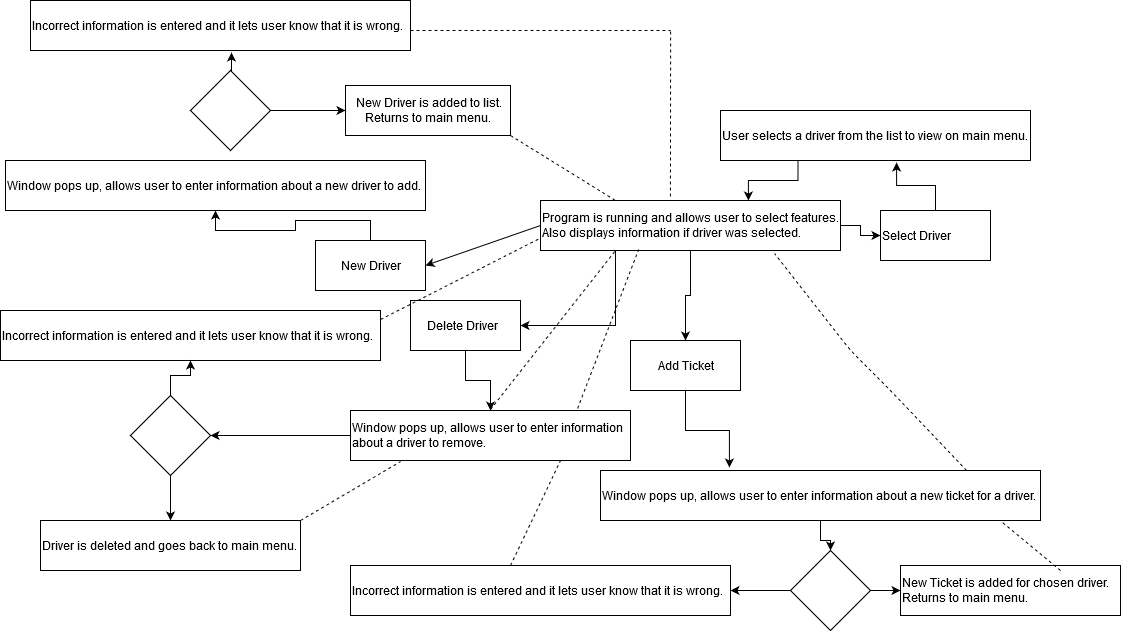 Incorrect information is entered and it lets user know that it is wrong.
New Driver is added to list.
Returns to main menu.
User selects a driver from the list to view on main menu.
Window pops up, allows user to enter information about a new driver to add.
Program is running and allows user to select features.
Also displays information if driver was selected.
Select Driver
New Driver
Incorrect information is entered and it lets user know that it is wrong.
Delete Driver
Add Ticket
Window pops up, allows user to enter information
about a driver to remove.
Window pops up, allows user to enter information about a new ticket for a driver.
Driver is deleted and goes back to main menu.
Incorrect information is entered and it lets user know that it is wrong.
New Ticket is added for chosen driver.
Returns to main menu.